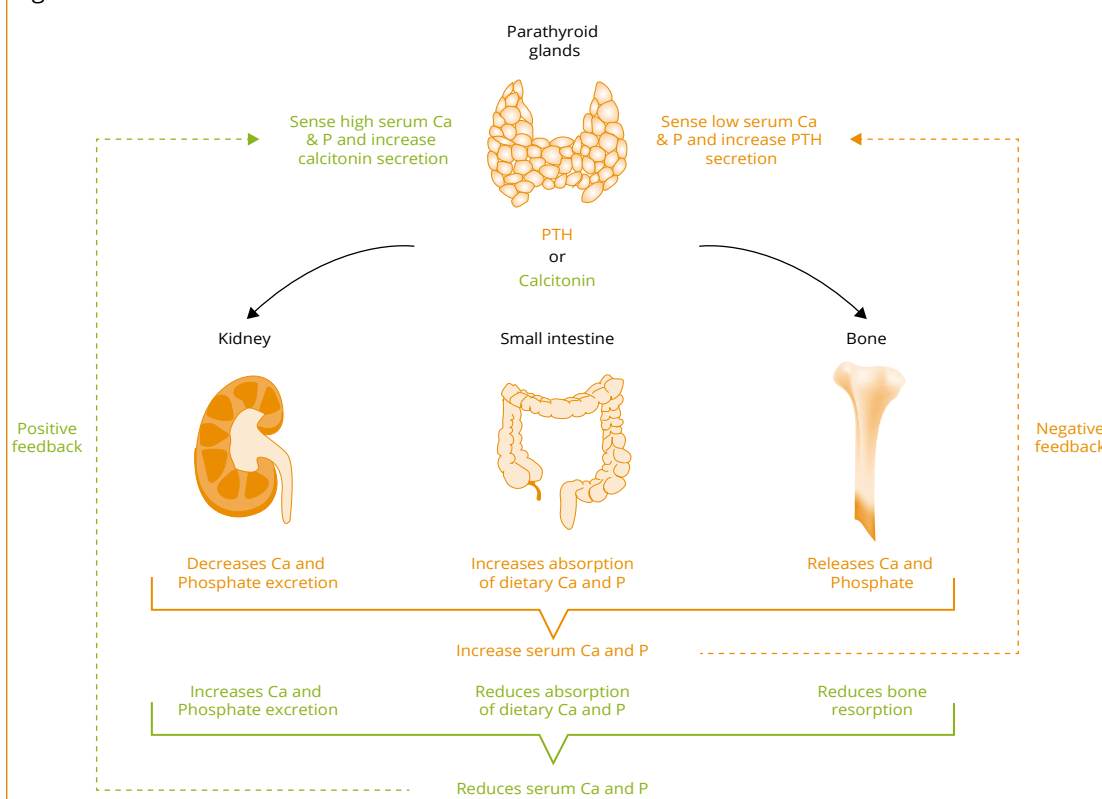 Parathyroid
glands
Sense high serum Ca
& P and increase
calcitonin secretion
Sense low serum Ca
& P and increase PTH
secretion
PTH
or
Calcitonin
Kidney
Small intestine
Bone
Positive
feedback
Negative
feedback
Decreases Ca and
Phosphate excretion
Increases absorption
of dietary Ca and P
Releases Ca and
Phosphate
Increase serum Ca and P
Increases Ca and
Phosphate excretion
Reduces absorption
of dietary Ca and P
Reduces bone
resorption
Reduces serum Ca and P